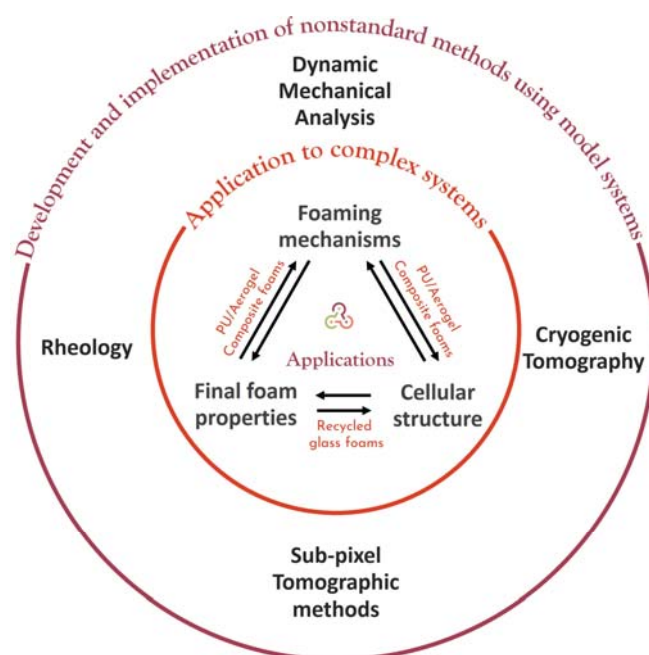 Development and implementation of nonstandard methods using model systems
Dynamic
Mechanical
Analysis
Application to complex systems
Foaming
mechanisms
PU/Aerogel
Composite foams
PU/Aerogel
Composite foams
Rheology
Cryogenic
Tomography
Applications
Final foam
properties
Cellular
structure
Recycled
glass foams
Sub-pixel
Tomographic
methods